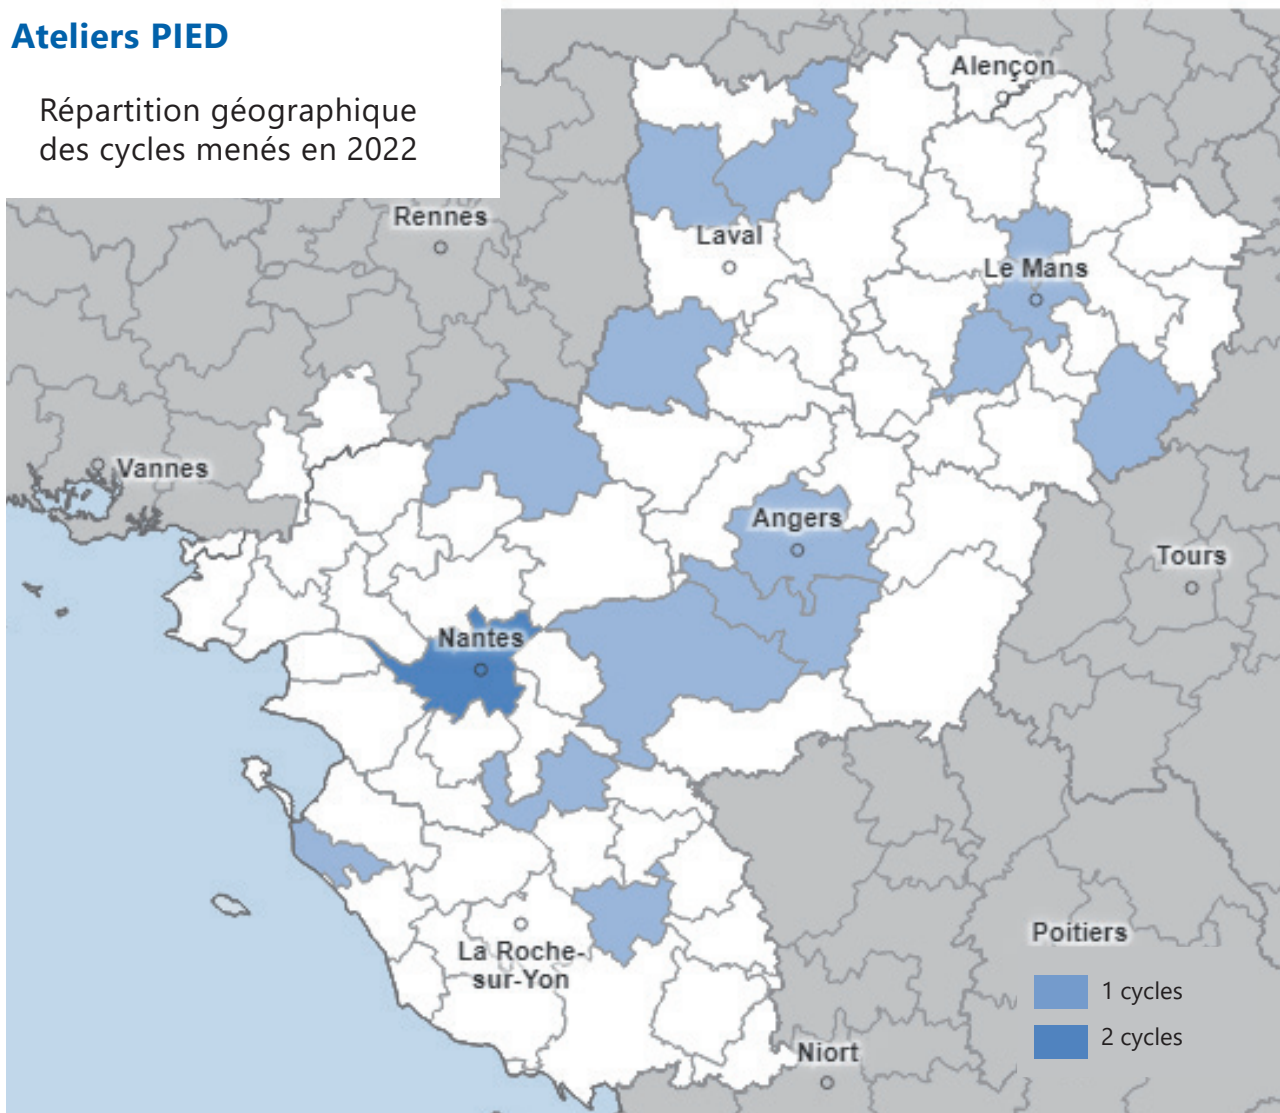 Ateliers PIED
Répartition géographique
des cycles menés en 2022
Alençon
Rennes
Laval
Le Mans
Vannes
Angers
Tours
Nantes
La Roche-
sur-Yon
Poitiers
1 cycles
2 cycles
Niort